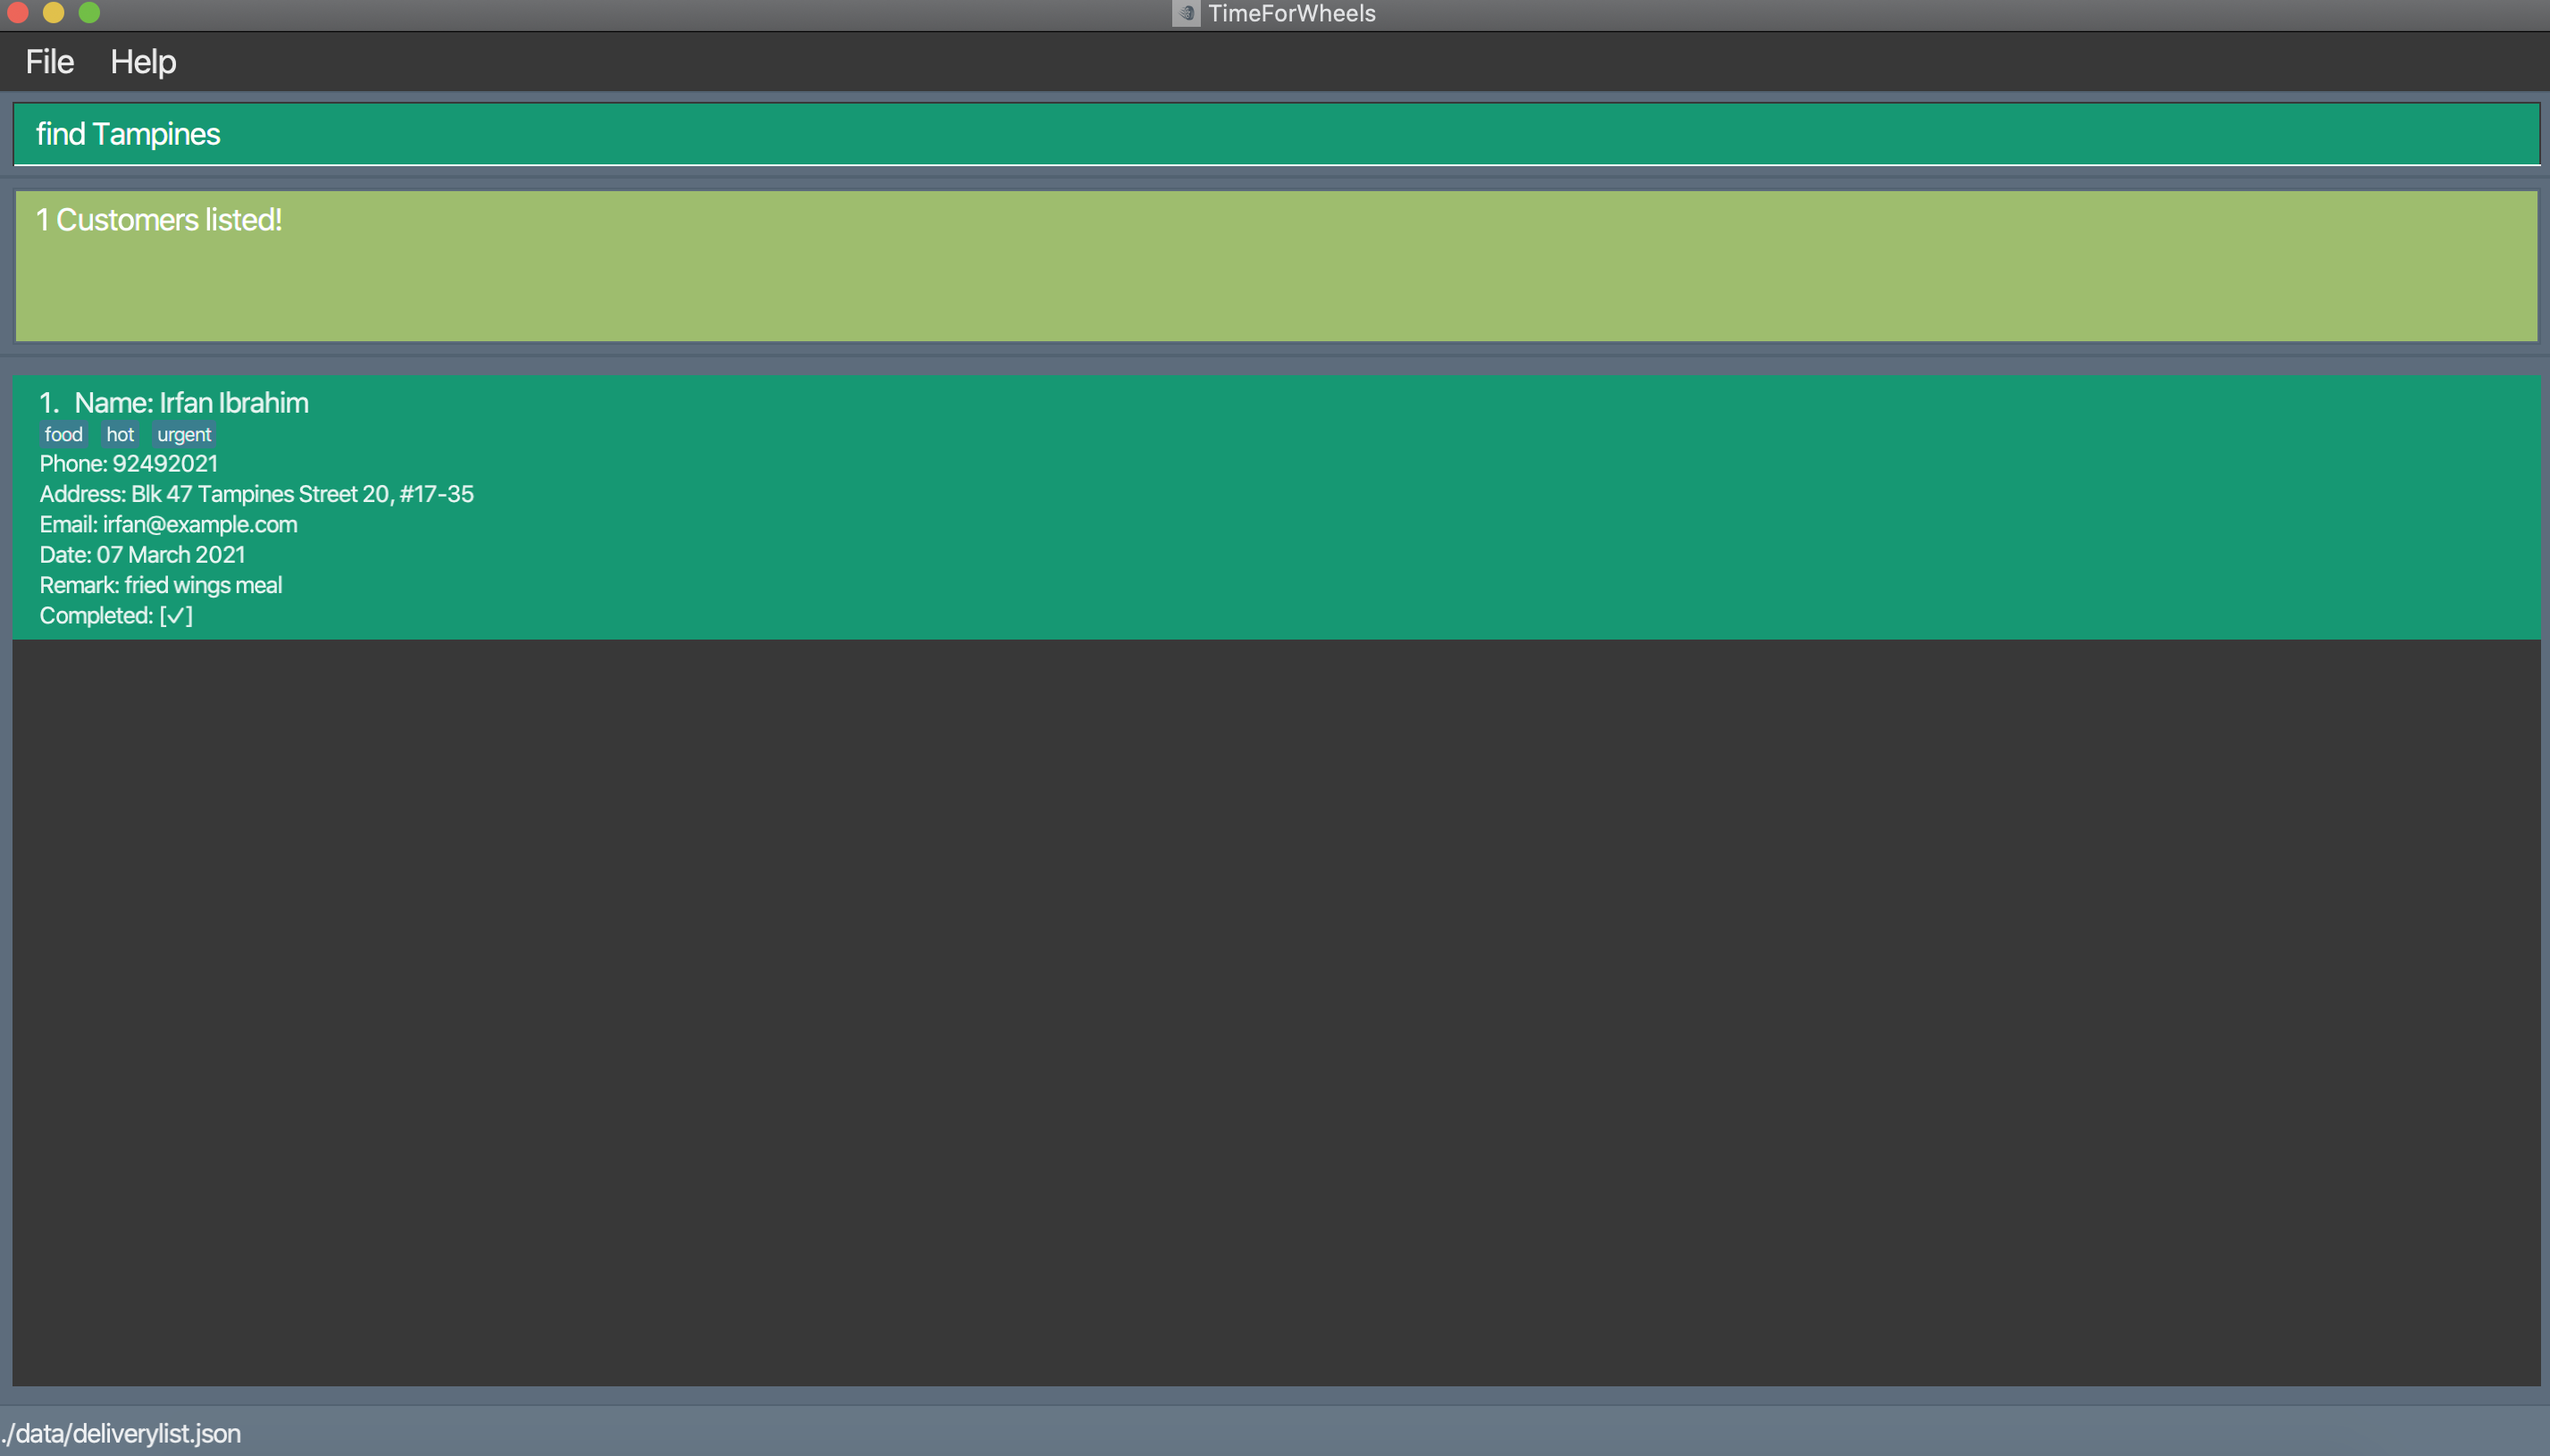 TimeForWheels
File Help
find Tampines
1 Customers listed!
1. Name: Irfan Ibrahim
food hot urgent
Phone: 92492021
Address: Blk 47 Tampines Street 20, #17-35
Email: irfan@example.com
Date: 07 March 2021
Remark: fried wings meal
Completed: [✓]
./data/deliverylist.json